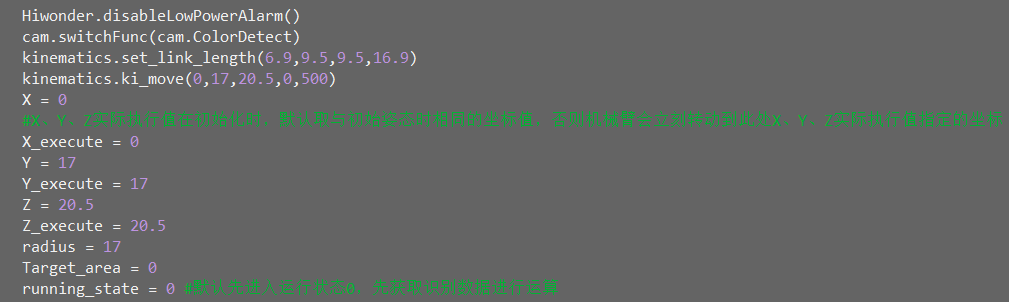 Hiwonder.disableLowPowerAlarm()
cam.switchFunc(cam.ColorDetect)
kinematics.set_link_length(6.9,9.5,9.5,16.9)
kinematics.ki_move(0,17,20.5,0,500)
X = 0
#X、Y、Z实际执行值在初始化时，默认取与初始姿态时相同的坐标值，否则机械臂会立刻转动到此处X、Y、Z实际执行值指定的坐标
X_execute = 0
Y = 17
Y_execute = 17
Z = 20.5
Z_execute = 20.5
radius = 17
Target_area = 0
running_state = 0 #默认先进入运行状态0，先获取识别数据进行运算